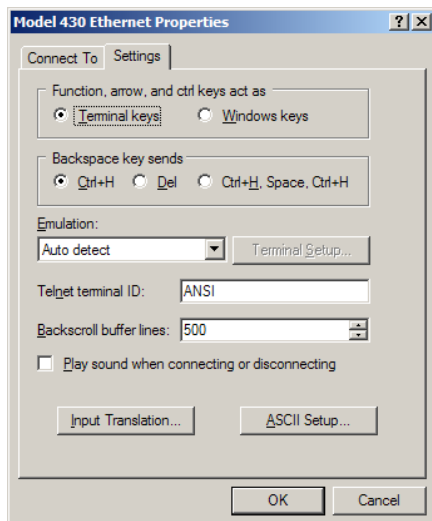 Model 430 Ethernet Properties ? X
Connect To Settings
Function, arrow, and ctrl keys act as
Terminal keys Windows keys
Backspace key sends
Ctrl+H Del Ctrl+H, Space, Ctrl+H
Emulation:
Auto detect Terminal Setup...
Telnet terminal ID: ANSI
Backscroll buffer lines: 500
Play sound when connecting or disconnecting
Input Translation... ASCII Setup...
OK Cancel